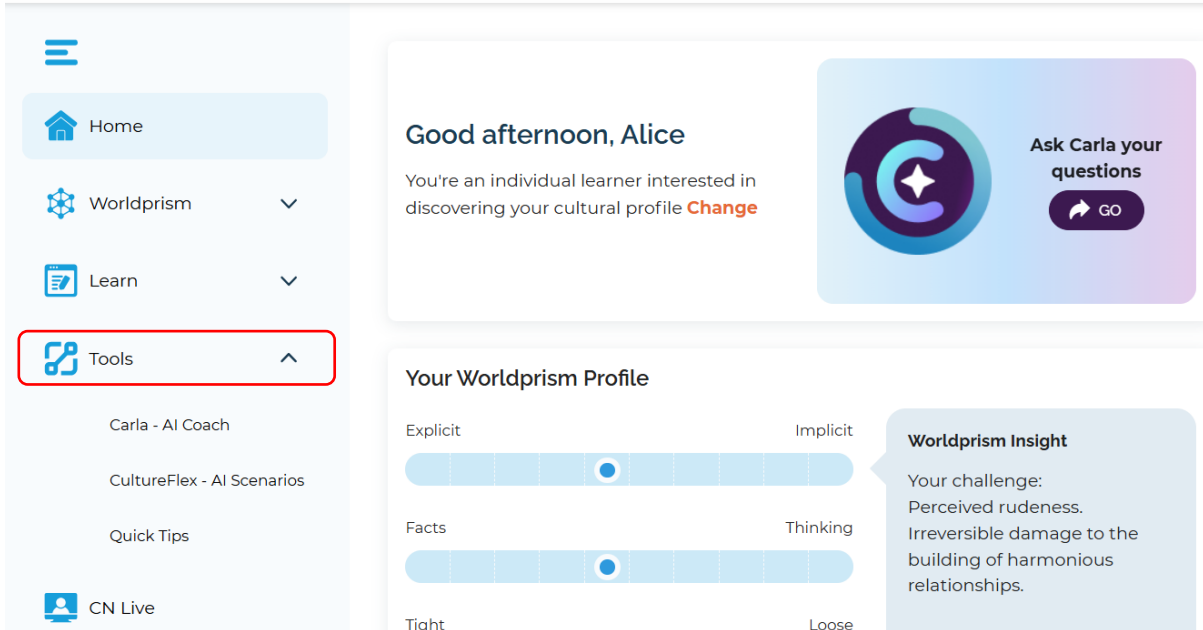 Home
Worldprism
Learn
Tools
Carla - AI Coach
CultureFlex - AI Scenarios
Quick Tips
CN Live
Good afternoon, Alice
You're an individual learner interested in
discovering your cultural profile Change
Ask Carla your
questions
GO
Your Worldprism Profile
Explicit Implicit
Facts Thinking
Tight Loose
Worldprism Insight
Your challenge:
Perceived rudeness.
Irreversible damage to the
building of harmonious
relationships.